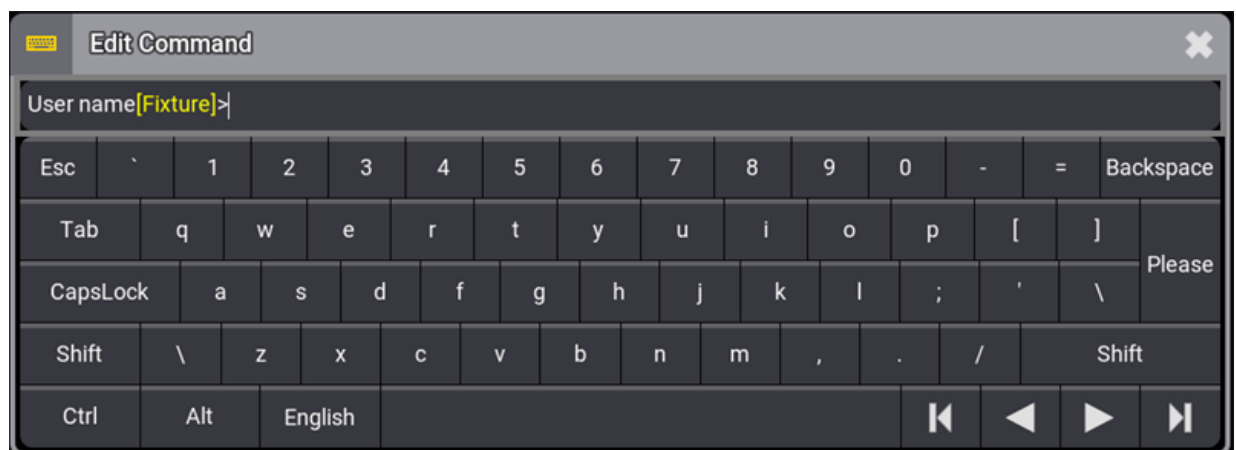 Edit Command
User name[Fixture]>
Esc ` 1 2 3 4 5 6 7 8 9 0 - = Backspace
Tab q w e r t y u i o p [ ] Please
CapsLock a s d f g h j k l ; ' \
Shift \ z x c v b n m , . / Shift
Ctrl Alt English